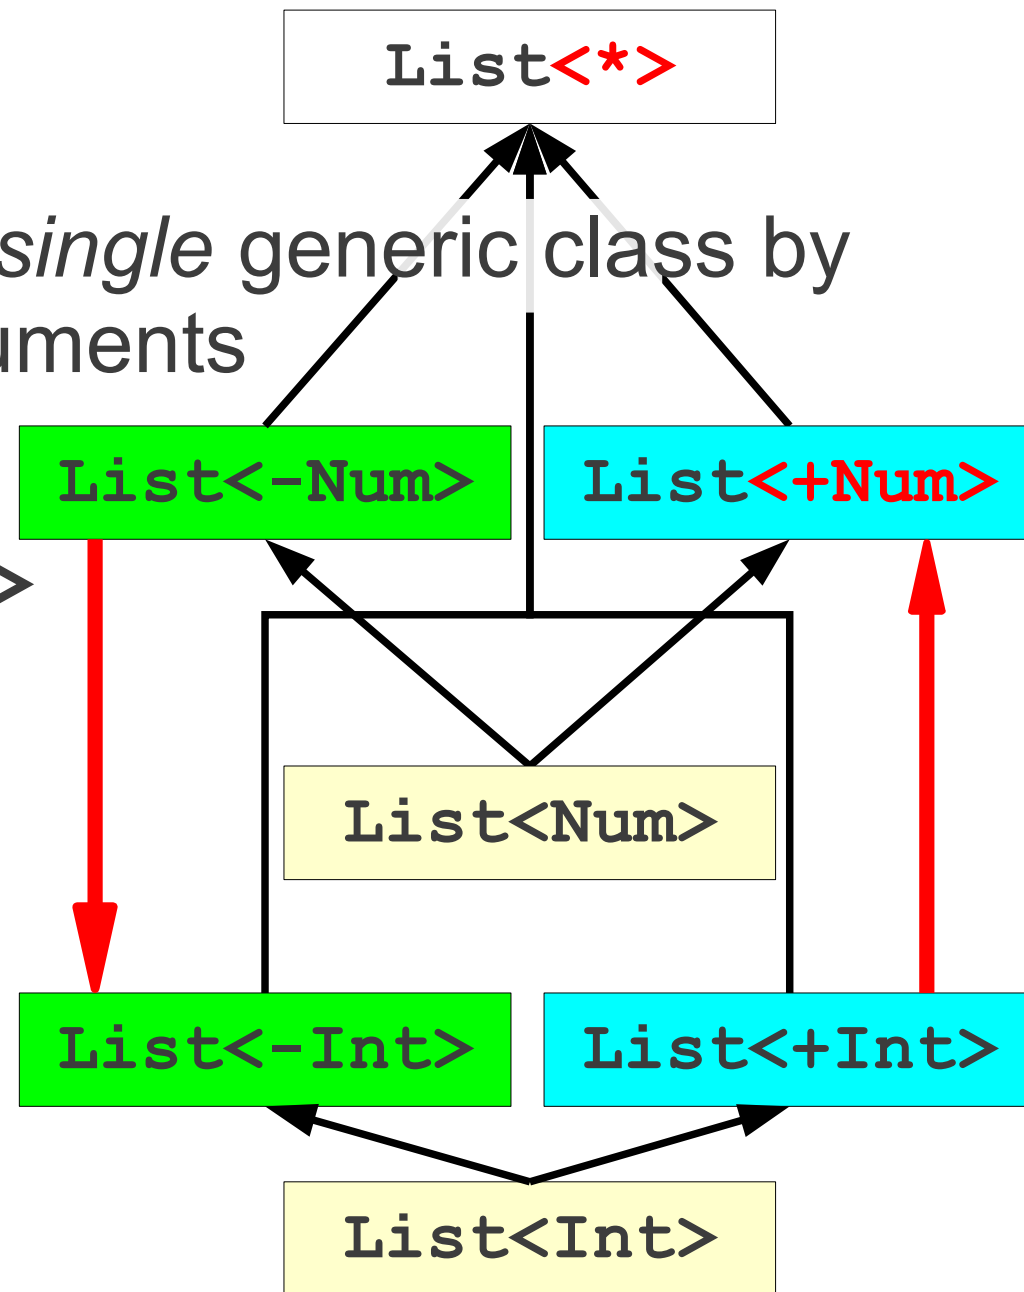 List<*>
single generic class by
uments
List<-Num> List<+Num>
>
List<Num>
List<-Int> List<+Int>
List<Int>